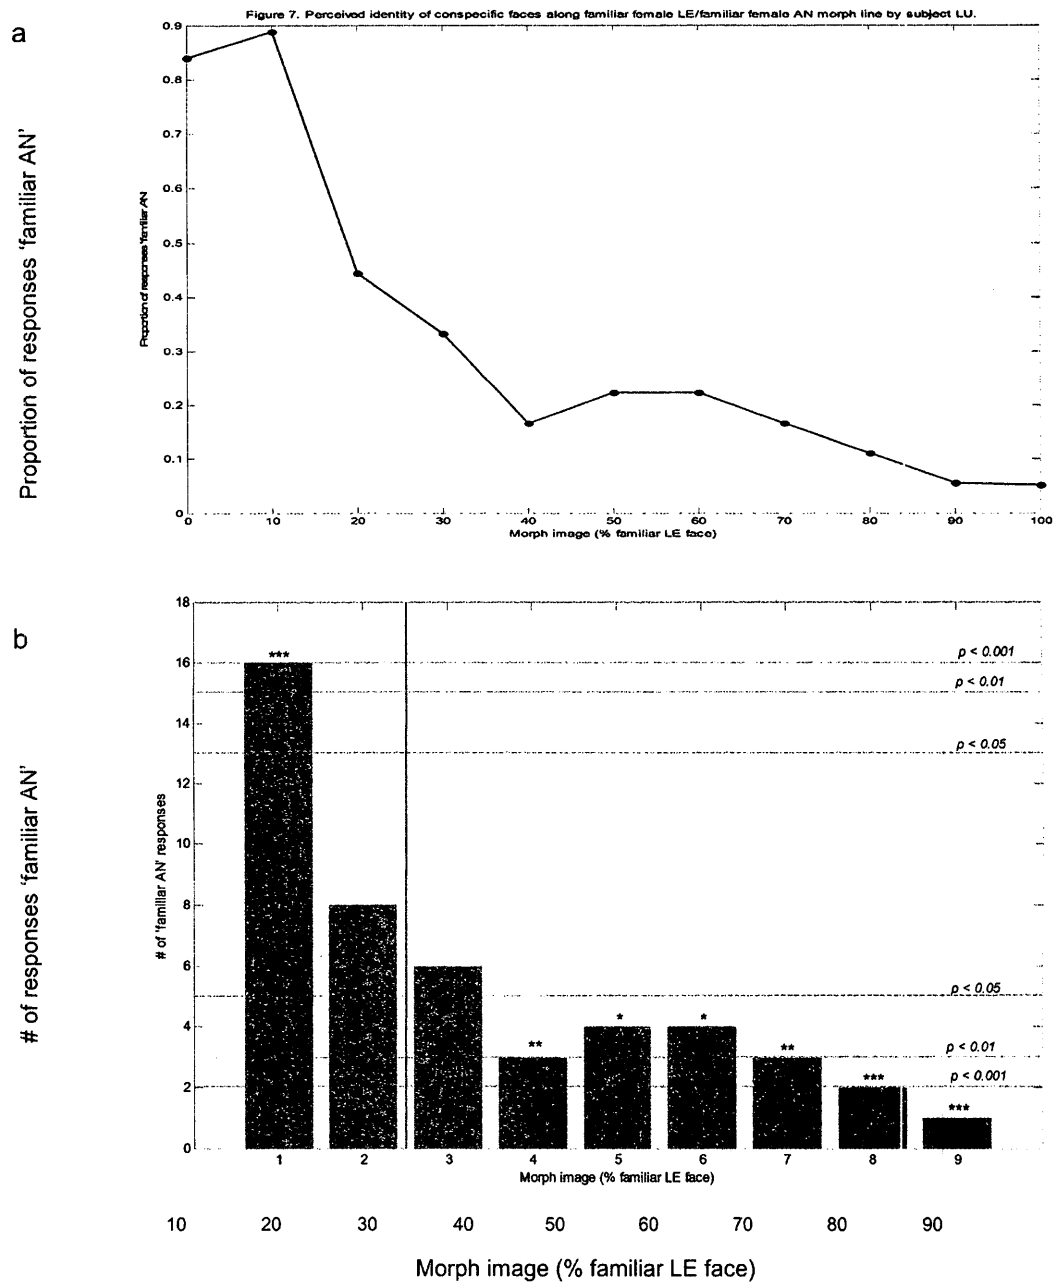 Figure 7. Perceived identity of conspecific faces along familiar female LE/familiar female AN morph line by subject LU.
a
Proportion of responses 'familiar AN'
Proportion of responses 'familiar AN
0.9
0.8
0.7
0.6
0.5
0.4
0.3
0.2
0.1
0
0 10 20 30 40 50 60 70 80 90 100
Morph image (% familiar LE face)
b
# of responses 'familiar AN'
# of 'familiar AN' responses
18
16
14
12
10
8
6
4
2
0
*** ** * * ** *** ***
p < 0.001
p < 0.01
p < 0.05
p < 0.05
p < 0.01
p < 0.001
1 2 3 4 5 6 7 8 9
Morph image (% familiar LE face)
10 20 30 40 50 60 70 80 90
Morph image (% familiar LE face)